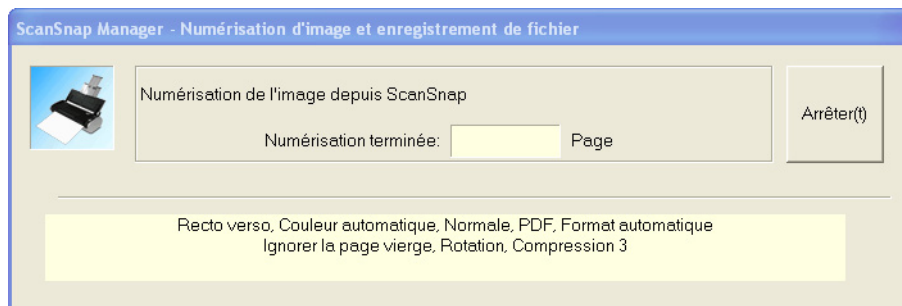 ScanSnap Manager - Numérisation d'image et enregistrement de fichier
Numérisation de l'image depuis ScanSnap
Arrêter(t)
Numérisation terminée: Page
Recto verso, Couleur automatique, Normale, PDF, Format automatique
Ignorer la page vierge, Rotation, Compression 3